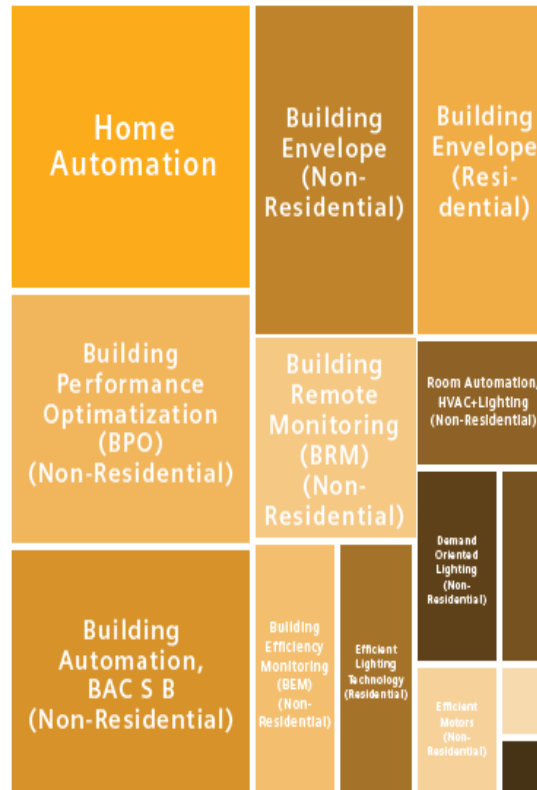 Home
Automation
Building
Envelope
(Non-
Residential)
Building
Envelope
(Resi-
dential)
Building
Performance
Optimatization
(BPO)
(Non-Residential)
Building
Remote
Monitoring
(BRM)
(Non-
Residential)
Room Automation,
HVAC+Lighting
(Non-Residential)
Demand
Oriented
Lighting
(Non-
Residential)
Building
Automation,
BAC S B
(Non-Residential)
Building
Efficiency
Monitoring
(BEM)
(Non-
Residential)
Efficient
Lighting
Technology
(Residential)
Efficient
Motors
(Non-
Residential)